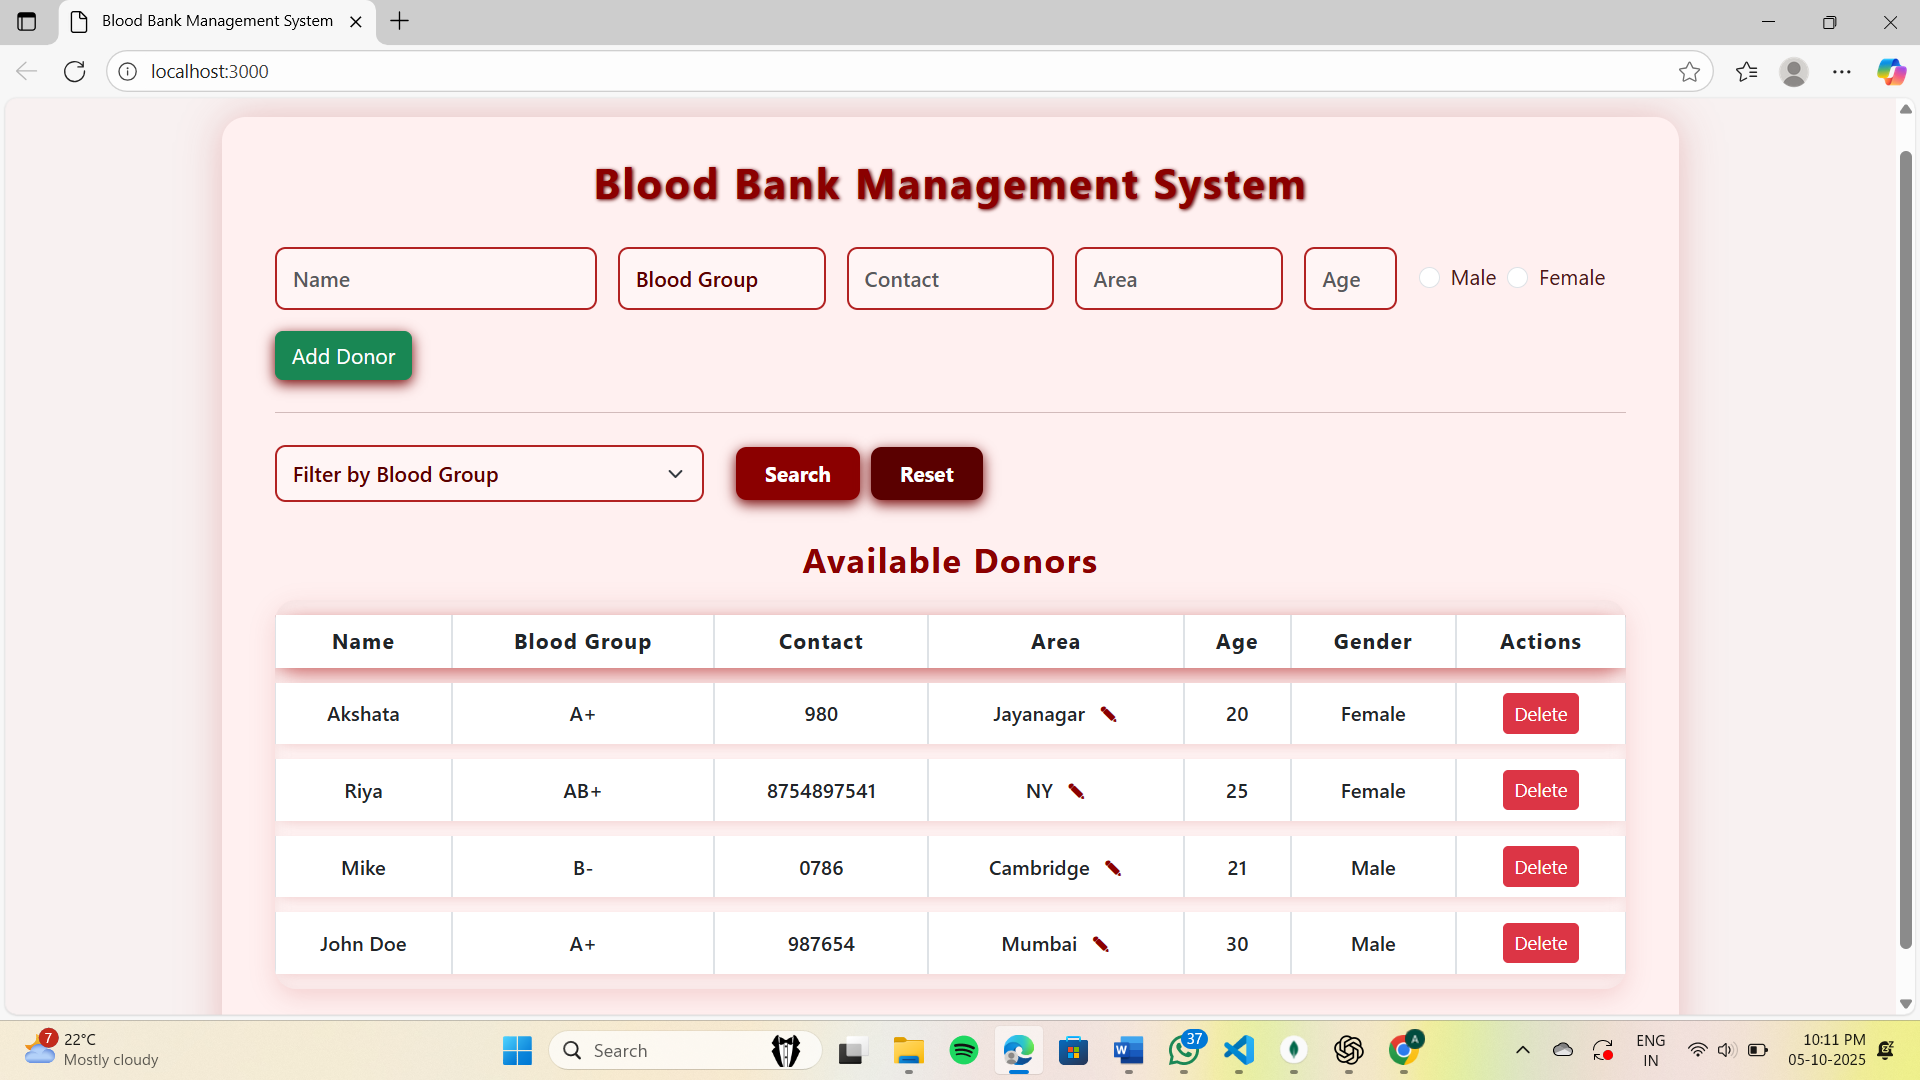 Blood Bank Management System
localhost:3000
Blood Bank Management System
Name Blood Group Contact Area Age Male Female
Add Donor
Filter by Blood Group Search Reset
Available Donors
Name Blood Group Contact Area Age Gender Actions
Akshata A+ 980 Jayanagar 20 Female Delete
Riya AB+ 8754897541 NY 25 Female Delete
Mike B- 0786 Cambridge 21 Male Delete
John Doe A+ 987654 Mumbai 30 Male Delete
7 22°C
Mostly cloudy
Search
W
37
A
ENG
IN
10:11 PM
05-10-2025